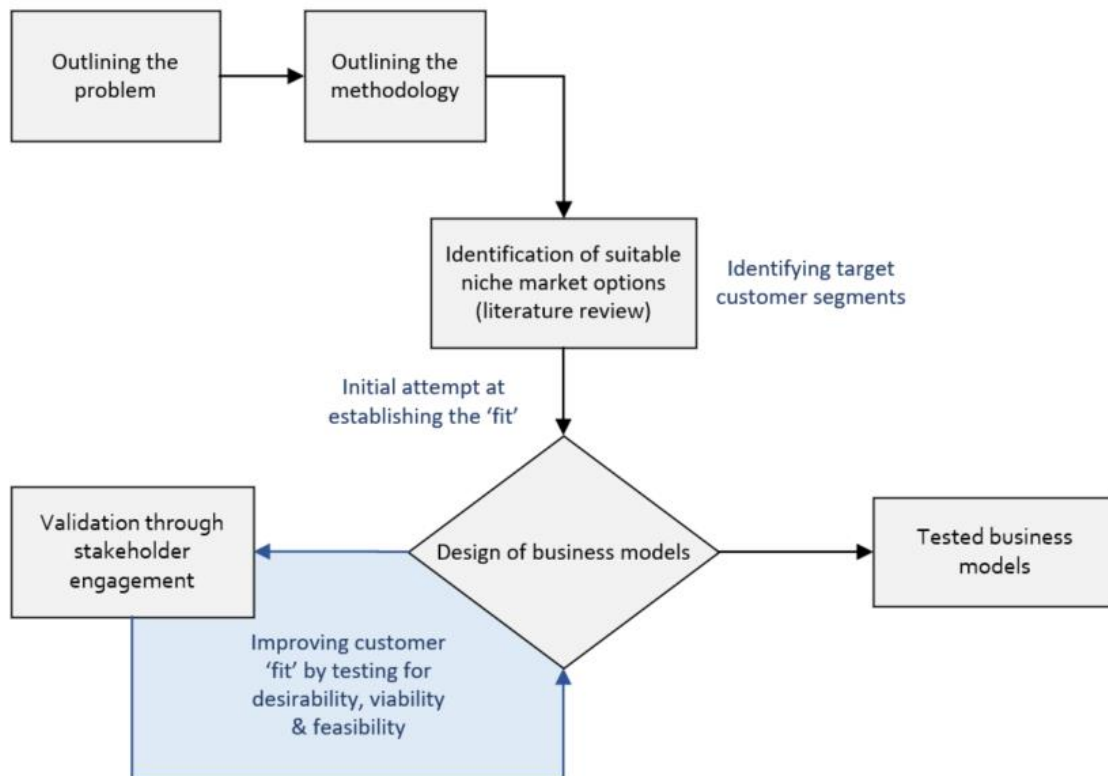 Outlining the
problem
Outlining the
methodology
Identification of suitable
niche market options
(literature review)
Identifying target
customer segments
Initial attempt at
establishing the ‘fit’
Validation through
stakeholder
engagement
Design of business models
Tested business
models
Improving customer
‘fit’ by testing for
desirability, viability
& feasibility